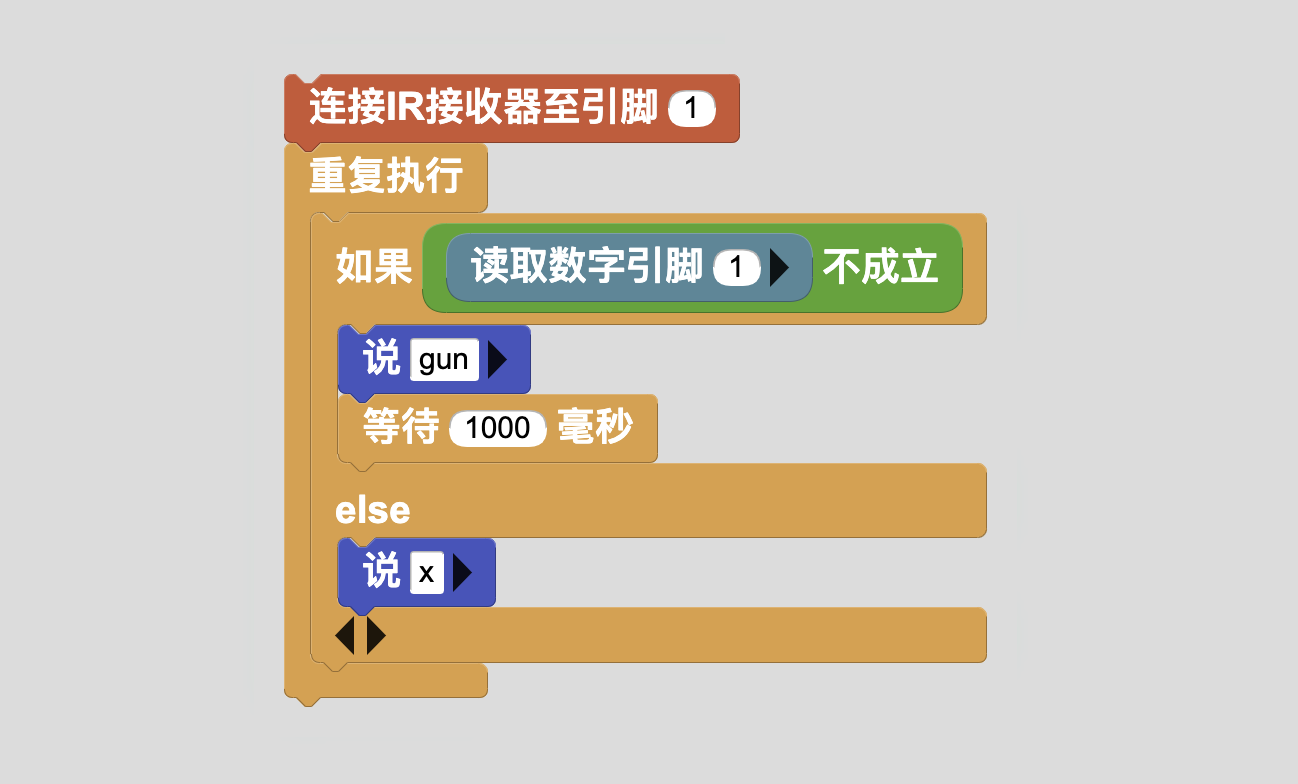 连接IR接收器至引脚 1
重复执行
如果 读取数字引脚 1 不成立
说 gun
等待 1000 毫秒
else
说 x